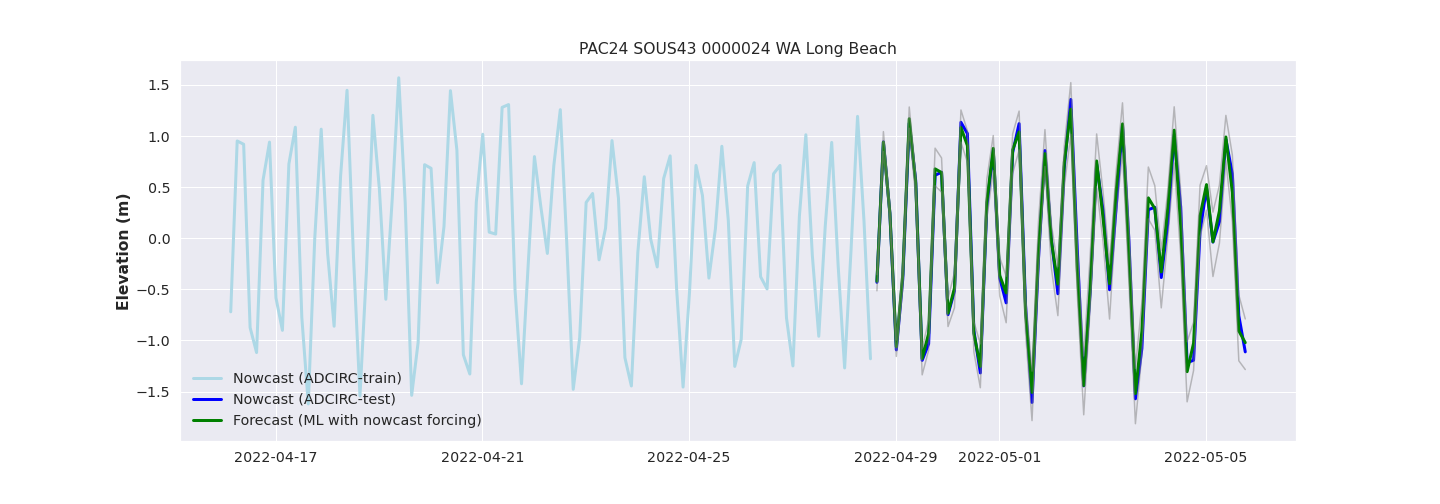 PAC24 SOUS43 0000024 WA Long Beach
Elevation (m)
1.5
1.0
0.5
0.0
−0.5
−1.0
−1.5
Nowcast (ADCIRC-train)
Nowcast (ADCIRC-test)
Forecast (ML with nowcast forcing)
2022-04-17 2022-04-21 2022-04-25 2022-04-29 2022-05-01 2022-05-05